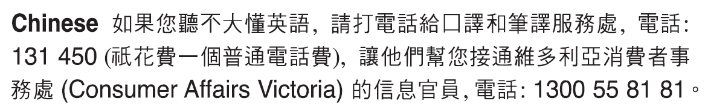 Chinese 如果您聽不大懂英語, 請打電話給口譯和筆譯服務處, 電話:
131 450 (祇花費一個普通電話費), 讓他們幫您接通維多利亞消費者事
務處 (Consumer Affairs Victoria) 的信息官員, 電話: 1300 55 81 81。